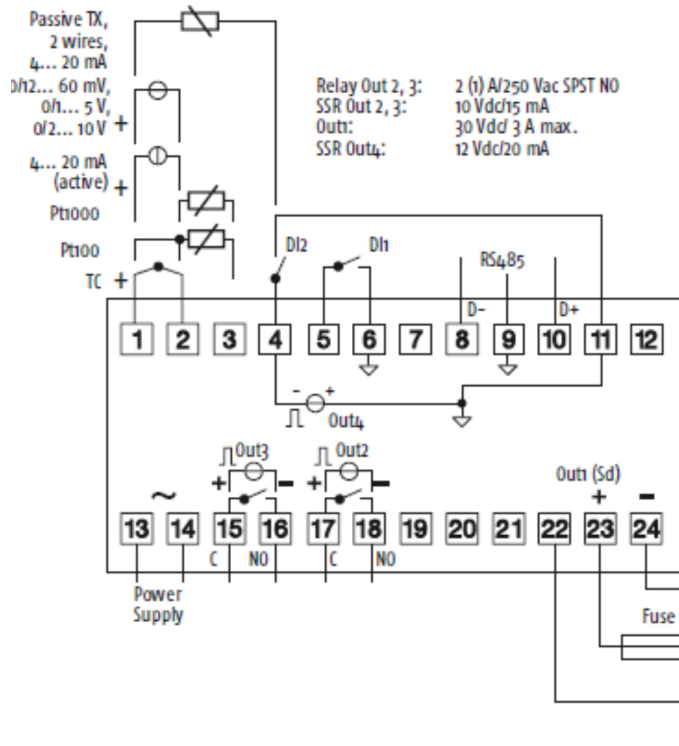 Passive TX,
2 wires,
4... 20 mA
0/12... 60 mV,
0/1... 5 V,
0/2... 10 V +
4... 20 mA
(active) +
Pt1000
Pt100
TC +
Relay Out 2, 3: 2 (1) A/250 Vac SPST NO
SSR Out 2, 3: 10 Vdc/15 mA
Out1: 30 Vdc/ 3 A max.
SSR Out4: 12 Vdc/20 mA
DI2 DI1 RS485
D- D+
1 2 3 4 5 6 7 8 9 10 11 12
- +
Out4
Out3 Out2
+ - + -
~
Out1 (Sd)
+ -
13 14 15 16 17 18 19 20 21 22 23 24
C NO C NO
Power
Supply
Fuse